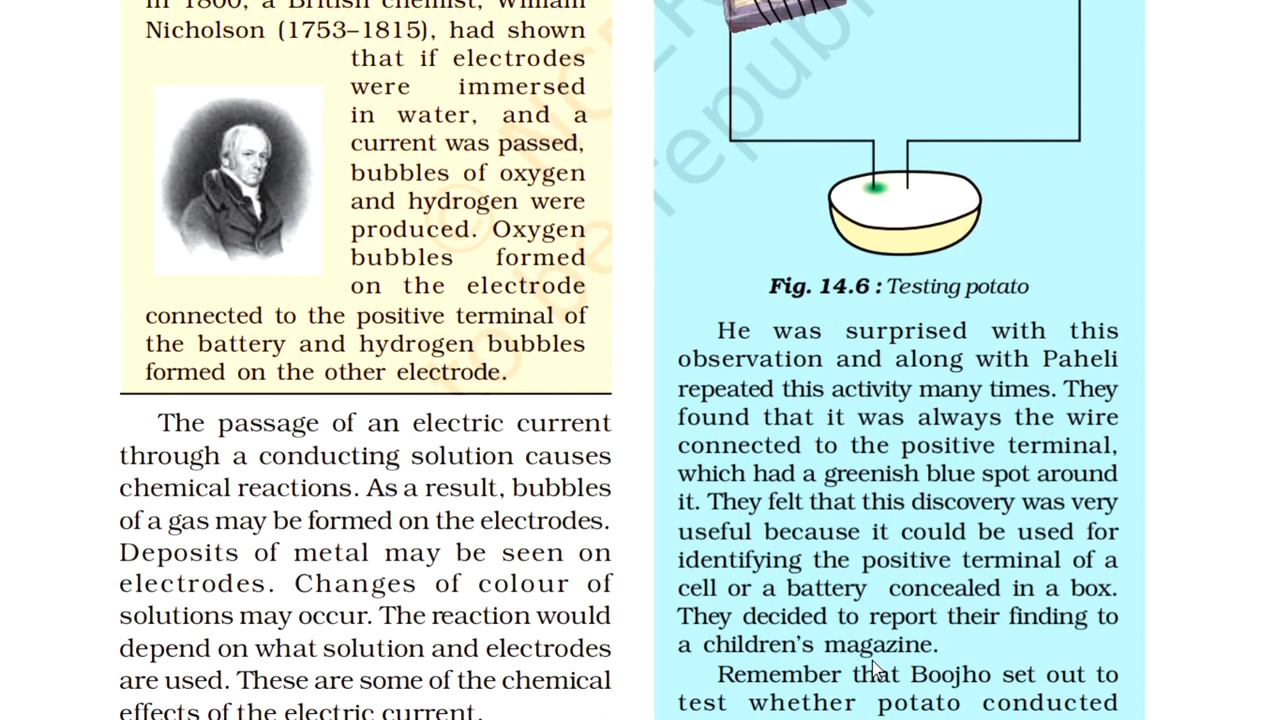 in 1800, a British chemist, William
Nicholson (1753–1815), had shown
that if electrodes
were immersed
in water, and a
current was passed,
bubbles of oxygen
and hydrogen were
produced. Oxygen
bubbles formed
on the electrode
connected to the positive terminal of
the battery and hydrogen bubbles
formed on the other electrode.
The passage of an electric current
through a conducting solution causes
chemical reactions. As a result, bubbles
of a gas may be formed on the electrodes.
Deposits of metal may be seen on
electrodes. Changes of colour of
solutions may occur. The reaction would
depend on what solution and electrodes
are used. These are some of the chemical
effects of the electric current.
Fig. 14.6 : Testing potato
He was surprised with this
observation and along with Paheli
repeated this activity many times. They
found that it was always the wire
connected to the positive terminal,
which had a greenish blue spot around
it. They felt that this discovery was very
useful because it could be used for
identifying the positive terminal of a
cell or a battery concealed in a box.
They decided to report their finding to
a children's magazine.
Remember that Boojho set out to
test whether potato conducted